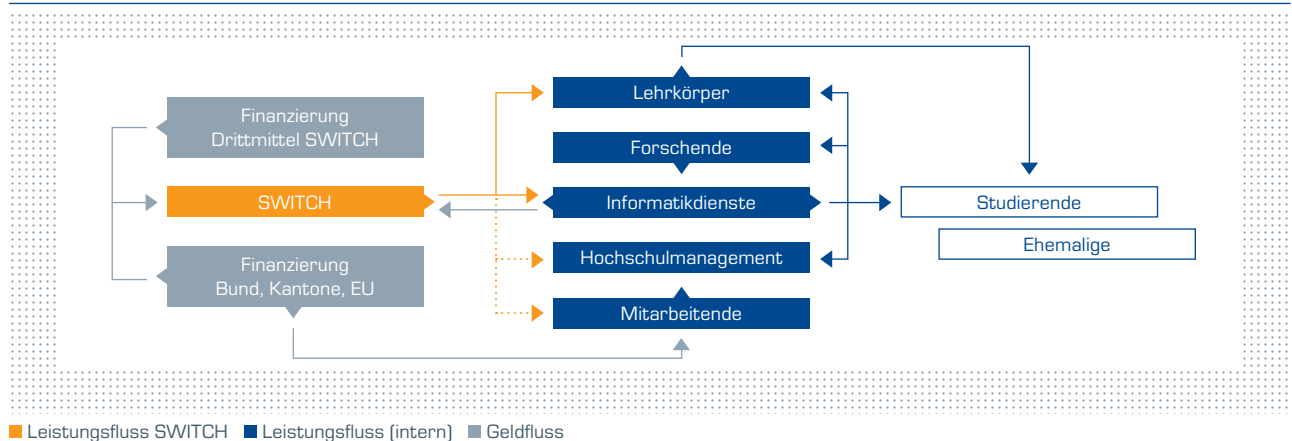 Finanzierung
Drittmittel SWITCH
SWITCH
Finanzierung
Bund, Kantone, EU
Lehrkörper
Forschende
Informatikdienste
Hochschulmanagement
Mitarbeitende
Studierende
Ehemalige
Leistungsfluss SWITCH Leistungsfluss (intern) Geldfluss